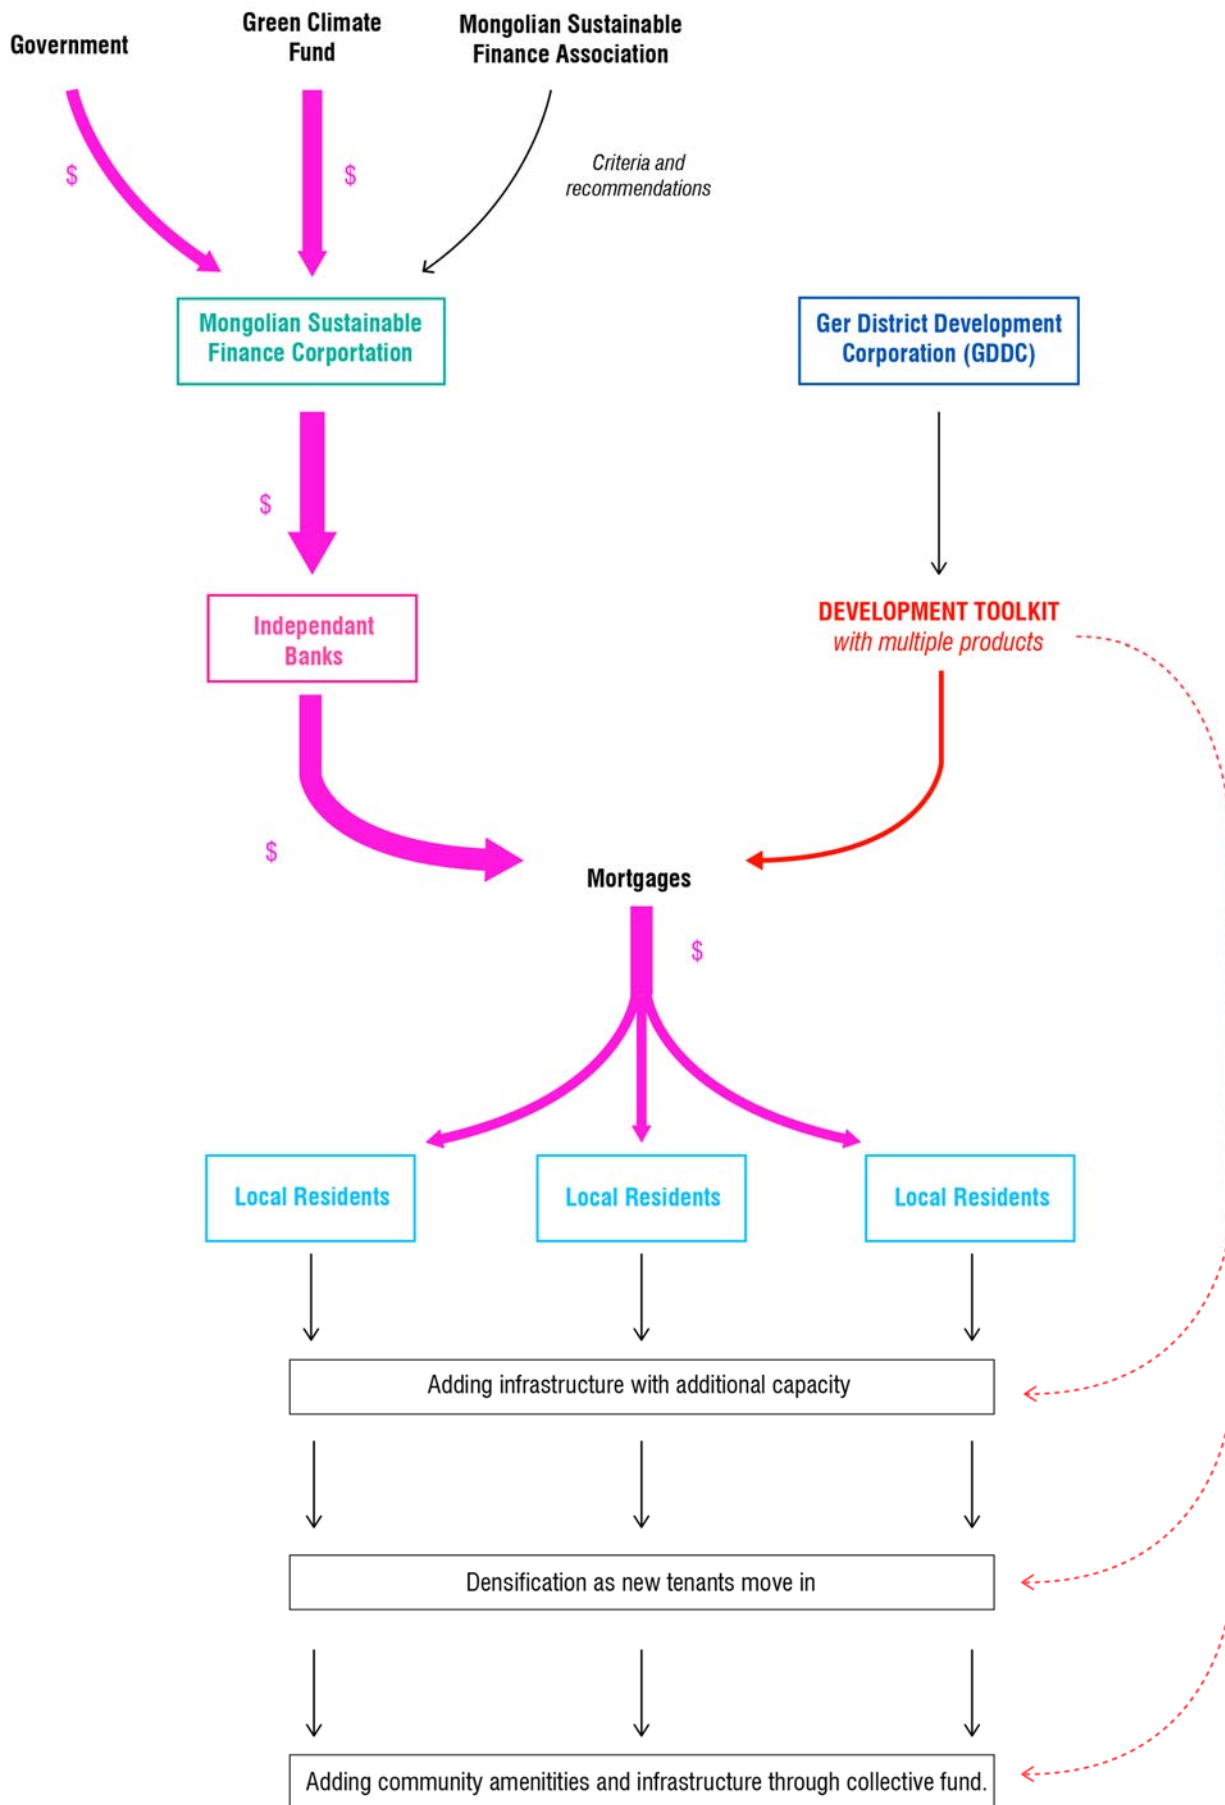 Government
Green Climate
Fund
Mongolian Sustainable
Finance Association
$
$
Criteria and
recommendations
Mongolian Sustainable
Finance Corportation
Ger District Development
Corporation (GDDC)
$
Independant
Banks
DEVELOPMENT TOOLKIT
with multiple products
$
Mortgages
$
Local Residents
Local Residents
Local Residents
Adding infrastructure with additional capacity
Densification as new tenants move in
Adding community amenitities and infrastructure through collective fund.